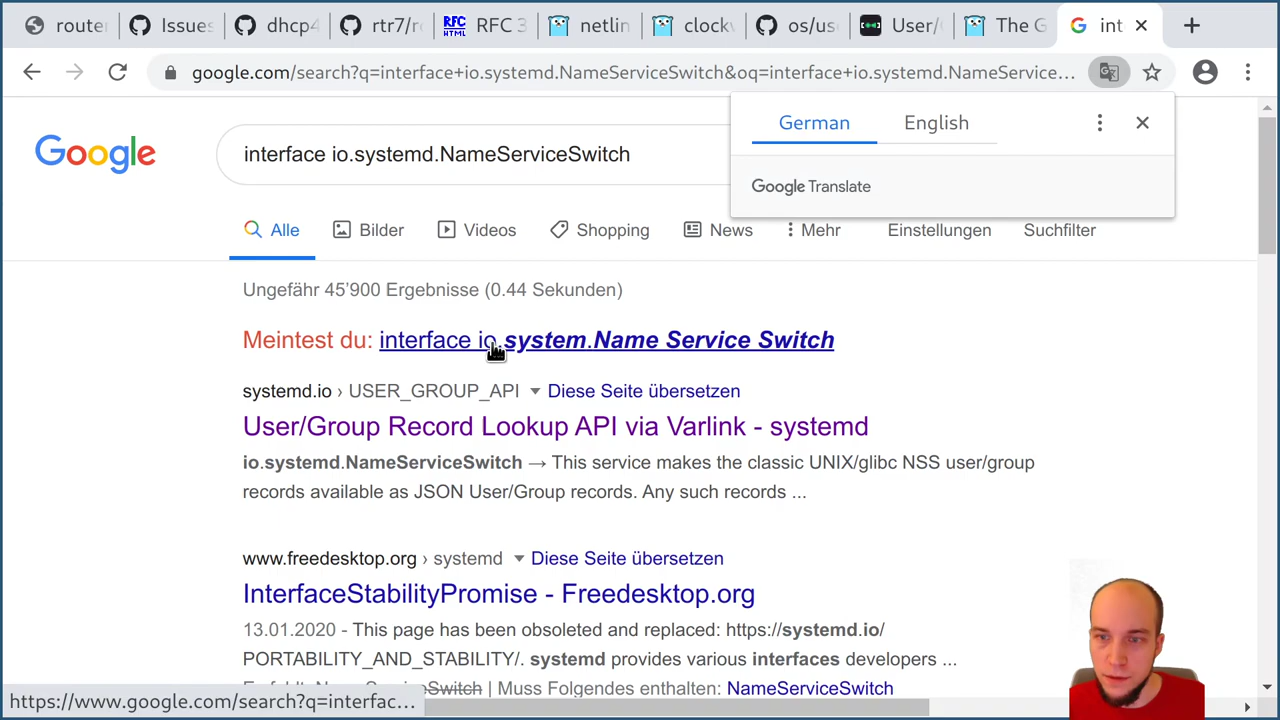 router
Issues
dhcp4
rtr7/r
RFC HTML
RFC 3
netlin
clockv
os/us
User/
The G
int
google.com/search?q=interface+io.systemd.NameServiceSwitch&oq=interface+io.systemd.NameService...
German English
Google Translate
Google
interface io.systemd.NameServiceSwitch
Alle Bilder Videos Shopping News Mehr Einstellungen Suchfilter
Ungefähr 45’900 Ergebnisse (0.44 Sekunden)
Meintest du: interface io.system.Name Service Switch
systemd.io › USER_GROUP_API ▾ Diese Seite übersetzen
User/Group Record Lookup API via Varlink - systemd
io.systemd.NameServiceSwitch → This service makes the classic UNIX/glibc NSS user/group
records available as JSON User/Group records. Any such records ...
www.freedesktop.org › systemd ▾ Diese Seite übersetzen
InterfaceStabilityPromise - Freedesktop.org
13.01.2020 - This page has been obsoleted and replaced: https://systemd.io/
PORTABILITY_AND_STABILITY/. systemd provides various interfaces developers ...
Switch | Muss Folgendes enthalten: NameServiceSwitch
https://www.google.com/search?q=interfac...